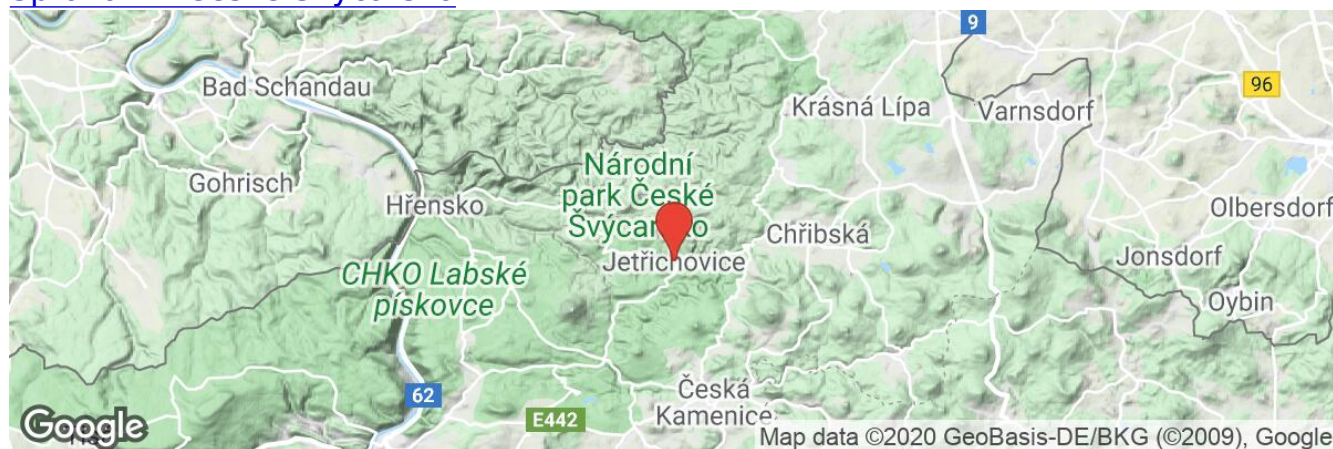 9
Bad Schandau
Krásná Lípa
Varnsdorf
96
Národní
park České
Švýcarsko
Gohrisch
Hřensko
Olbersdorf
Chřibská
Jetřichovice
Jonsdorf
CHKO Labské
pískovce
Oybin
62
Česká
Kamenice
E442
Google
Map data ©2020 GeoBasis-DE/BKG (©2009), Google